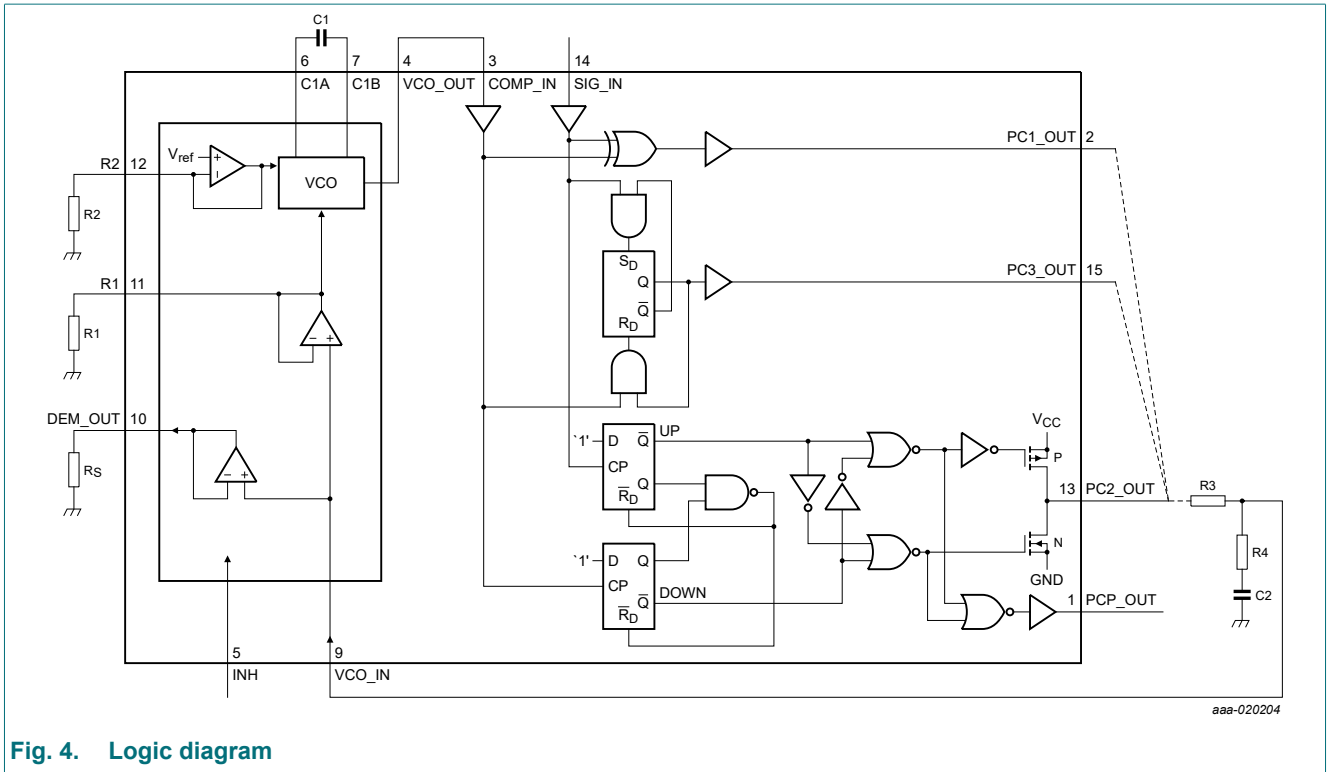 C1
6 7 4 3 14
C1A C1B VCO_OUT COMP_IN SIG_IN
Vref
+
−
VCO
R2 12
R2
PC1_OUT 2
SD
Q
Q
RD
PC3_OUT 15
R1 11
R1
− +
DEM_OUT 10
RS
− +
'1' D Q UP
CP
Q
RD
'1' D Q
CP
Q DOWN
RD
VCC
P
13 PC2_OUT
N
GND
1 PCP_OUT
R3
R4
C2
5 9
INH VCO_IN
aaa-020204
Fig. 4. Logic diagram